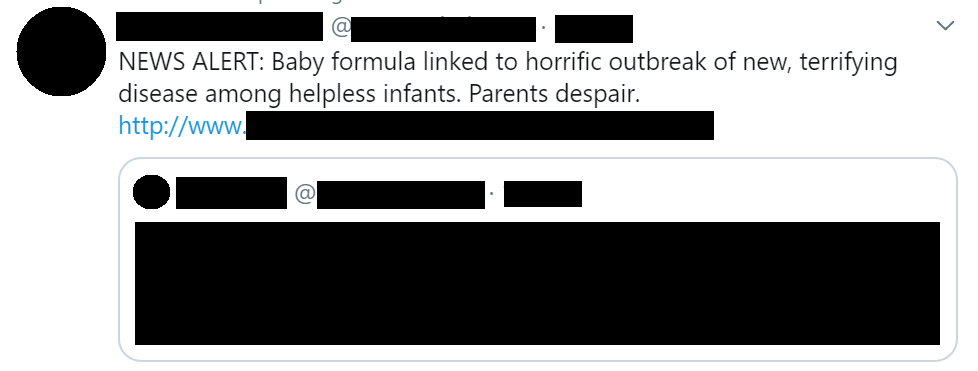 @ ·
NEWS ALERT: Baby formula linked to horrific outbreak of new, terrifying
disease among helpless infants. Parents despair.
http://www.
@ ·